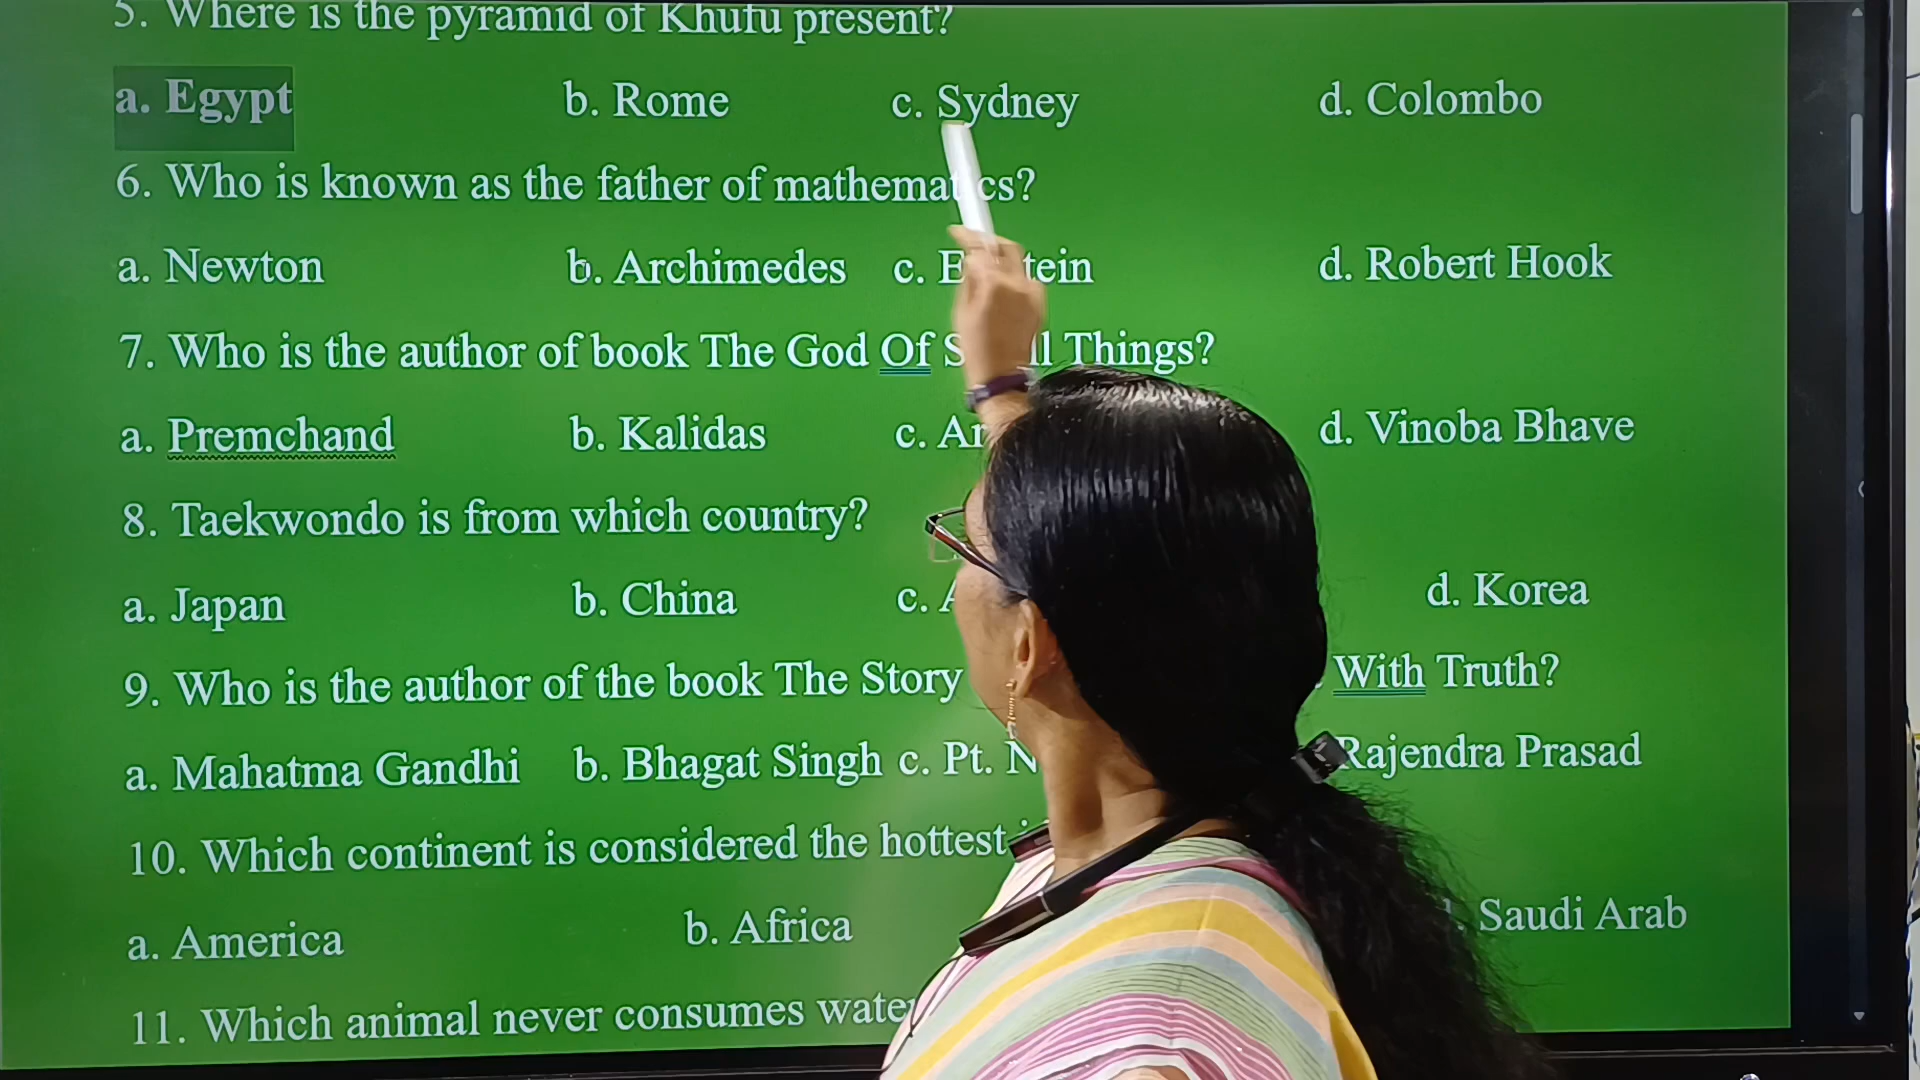 5. Where is the pyramid of Khufu present?
a. Egypt b. Rome c. Sydney d. Colombo
6. Who is known as the father of mathematics?
a. Newton b. Archimedes c. d. Robert Hook
7. Who is the author of book The God Of Things?
a. Premchand b. Kalidas c. d. Vinoba Bhave
8. Taekwondo is from which country?
a. Japan b. China c. d. Korea
9. Who is the author of the book The Story With Truth?
a. Mahatma Gandhi b. Bhagat Singh c. Pt. Rajendra Prasad
10. Which continent is considered the hottest
a. America b. Africa Saudi Arab
11. Which animal never consumes